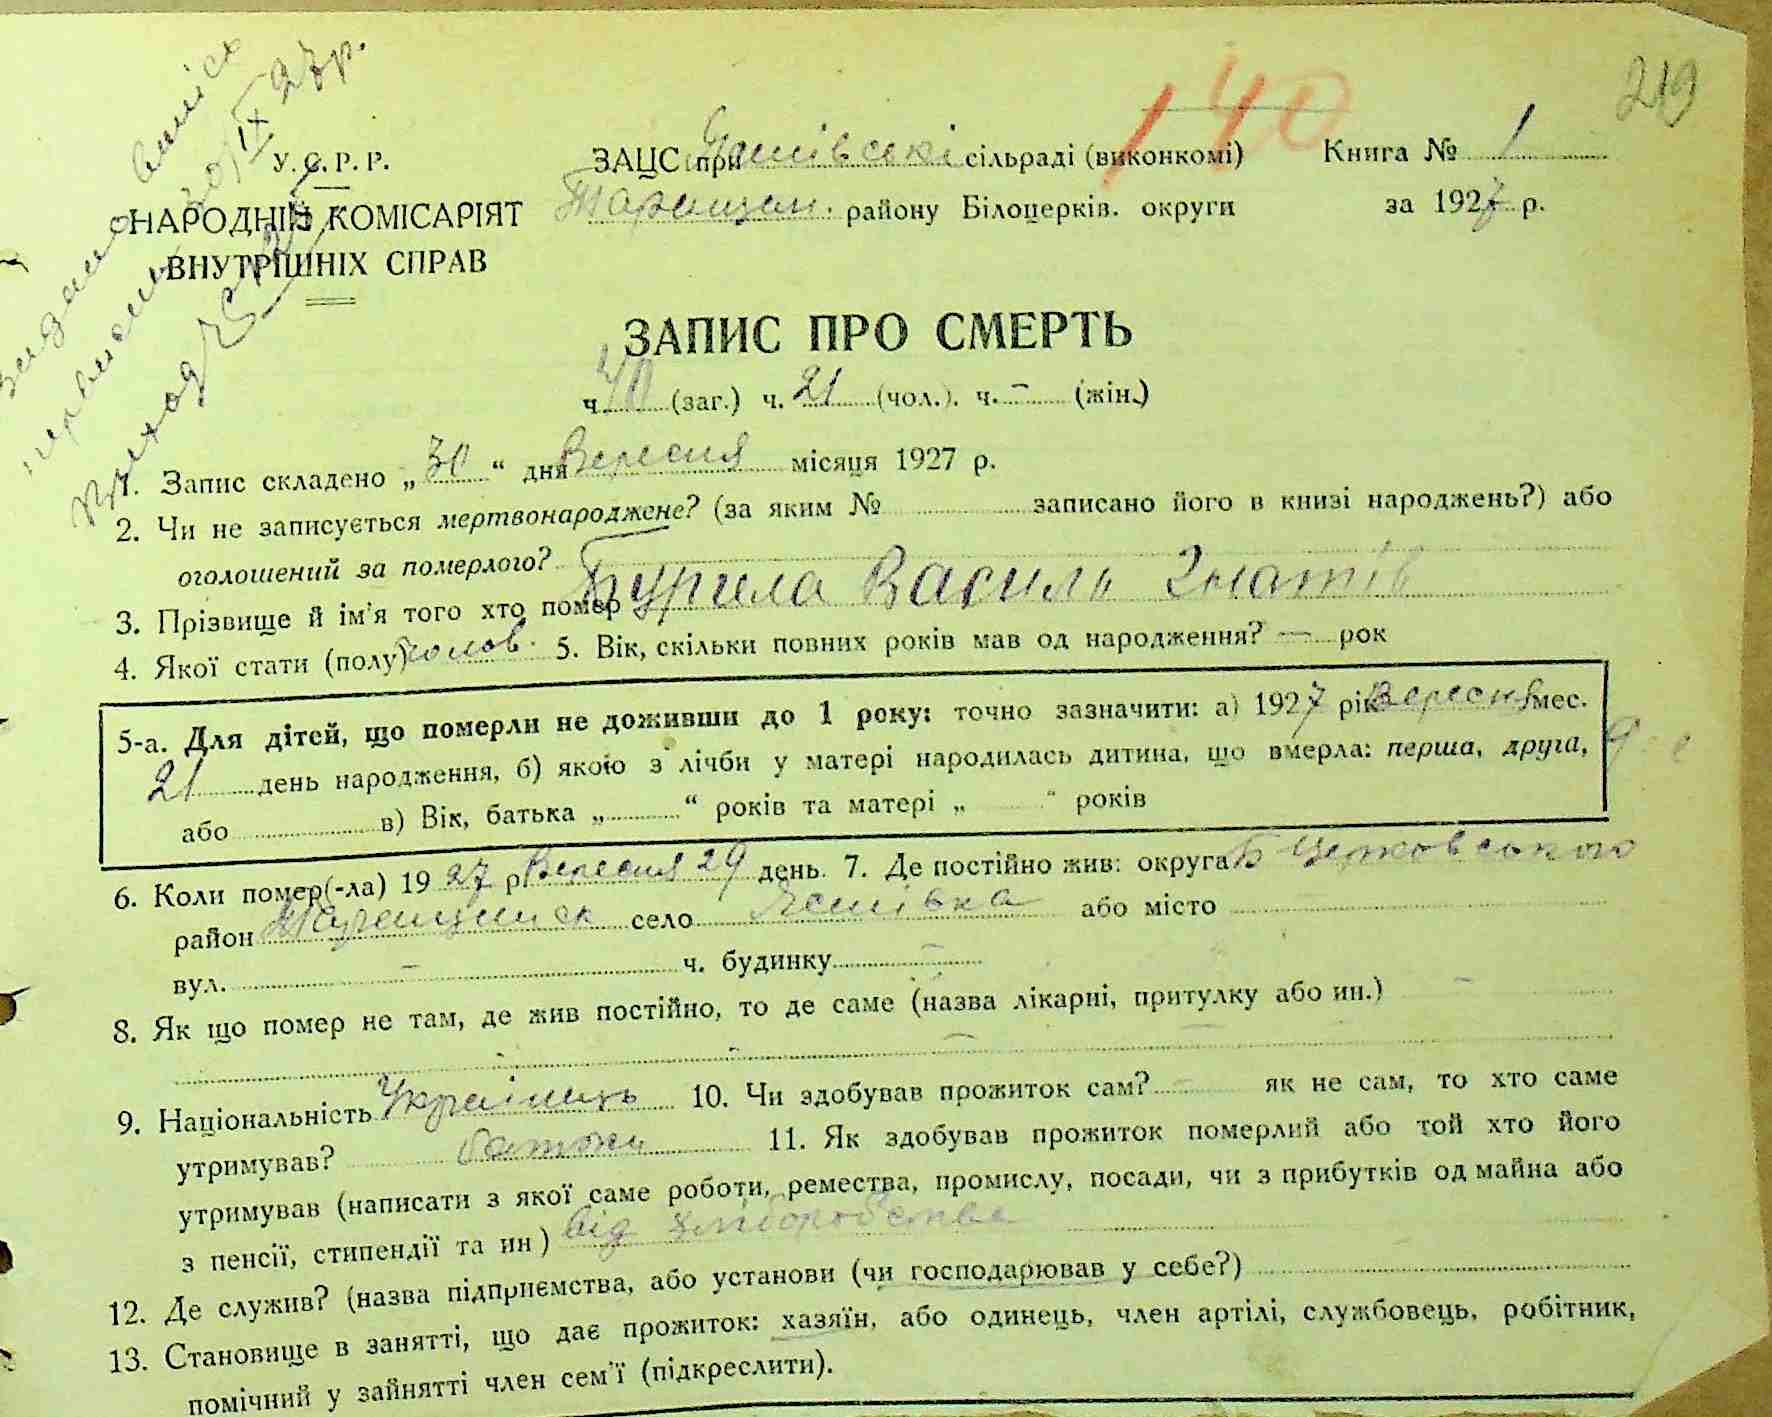 219
140
У.С.Р.Р.
НАРОДНІЙ КОМІСАРІЯТ
ВНУТРІШНІХ СПРАВ
Видано випіс
30/IX 27р.
ЗАЦС при Яшківські сільраді (виконкомі) Книга № 1
Таращан. району Білоцерків. округи за 1927 р.
ЗАПИС ПРО СМЕРТЬ
ч. 40 (заг.) ч. 21 (чол.). ч. - (жін.)
1. Запис складено „ 30 “ дня Вересня місяця 1927 р.
2. Чи не записується мертвонароджене? (за яким № записано його в книзі народжень?) або
оголошений за померлого?
3. Прізвище й ім'я того хто помер Бурила Василь Гнатів
4. Якої стати (полу) чолов. 5. Вік, скільки повних років мав од народження? — рок
5-а. Для дітей, що померли не доживши до 1 року: точно зазначити: а) 1927 рік Вересня мес.
21 день народження, б) якою з лічби у матері народилась дитина, що вмерла: перша, друга,
або в) Вік, батька „ “ років та матері „ “ років
6. Коли помер(-ла) 1927 р. Вересня 29 день. 7. Де постійно жив: округа Б Церковського
район Таращанск село або місто
вул. - ч. будинку -
8. Як що помер не там, де жив постійно, то де саме (назва лікарні, притулку або ин.) -
- - -
9. Національність Українець 10. Чи здобував прожиток сам? - як не сам, то хто саме
утримував? батьки 11. Як здобував прожиток померлий або той хто його
утримував (написати з якої саме роботи, ремества, промислу, посади, чи з прибутків од майна або
з пенсії, стипендії та ин) від хліборобства
12. Де служив? (назва підприємства, або установи (чи господарював у себе?)
13. Становище в занятті, що дає прожиток: хазяїн, або одинець, член артілі, службовець, робітник,
помічний у зайнятті член сем'ї (підкреслити).